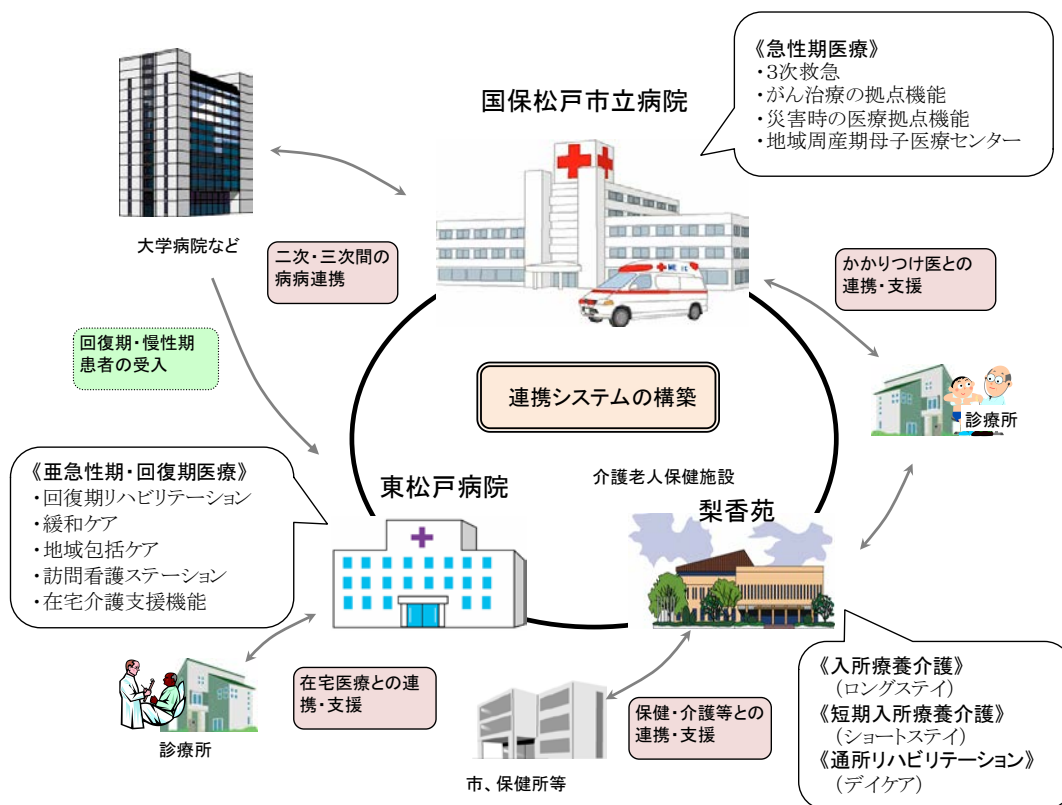 《急性期医療》
・3次救急
・がん治療の拠点機能
・災害時の医療拠点機能
・地域周産期母子医療センター
国保松戸市立病院
大学病院など
二次・三次間の
病病連携
かかりつけ医との
連携・支援
回復期・慢性期
患者の受入
連携システムの構築
診療所
《亜急性期・回復期医療》
・回復期リハビリテーション
・緩和ケア
・地域包括ケア
・訪問看護ステーション
・在宅介護支援機能
東松戸病院
介護老人保健施設
梨香苑
在宅医療との連
携・支援
診療所
保健・介護等との
連携・支援
市、保健所等
《入所療養介護》
(ロングステイ)
《短期入所療養介護》
(ショートステイ)
《通所リハビリテーション》
(デイケア)